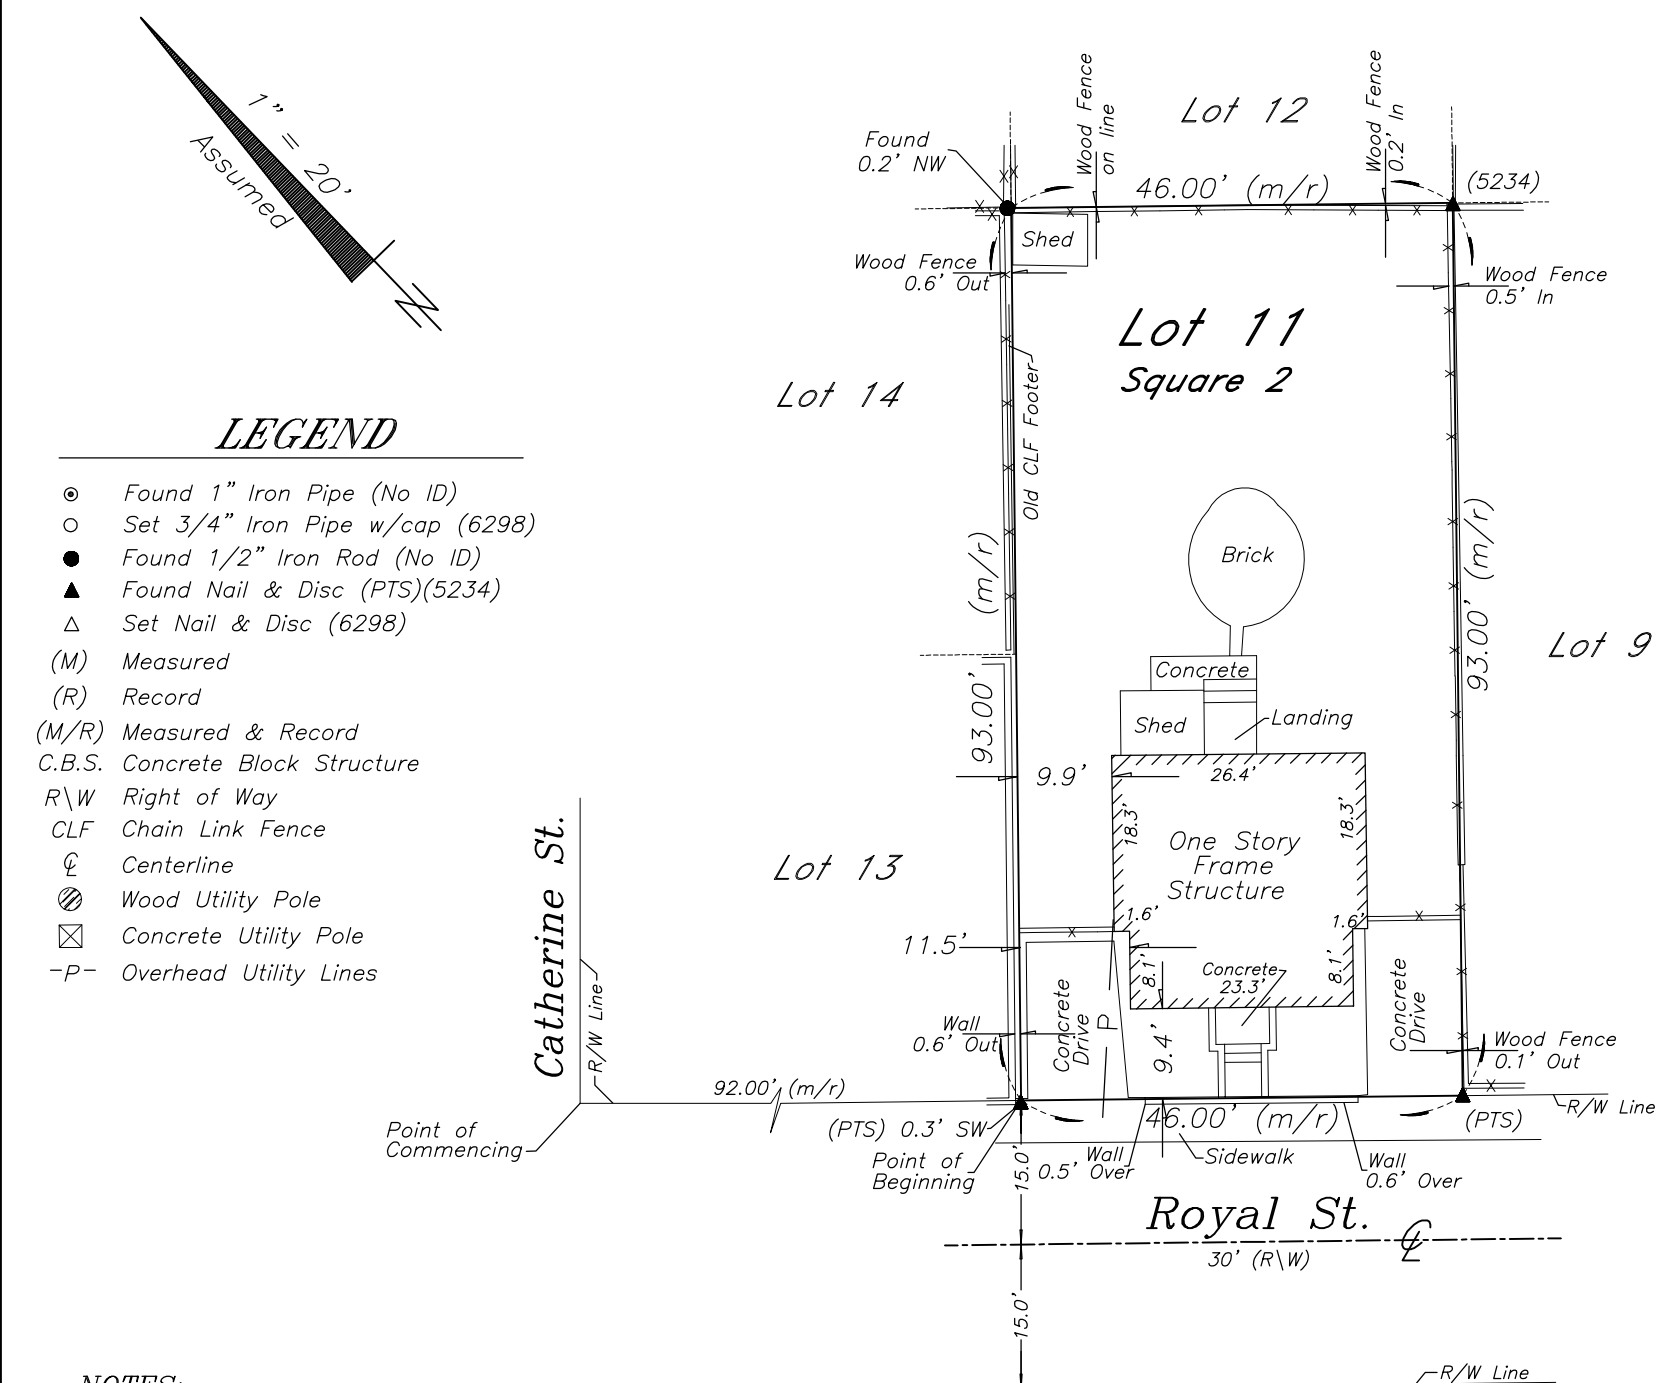 1" = 20'
Assumed
N
LEGEND
Found 1" Iron Pipe (No ID)
Set 3/4" Iron Pipe w/cap (6298)
Found 1/2" Iron Rod (No ID)
Found Nail & Disc (PTS)(5234)
Set Nail & Disc (6298)
(M) Measured
(R) Record
(M/R) Measured & Record
C.B.S. Concrete Block Structure
R\W Right of Way
CLF Chain Link Fence
℄ Centerline
Wood Utility Pole
Concrete Utility Pole
-P- Overhead Utility Lines
Found
0.2' NW
Wood Fence
on line
Lot 12
Wood Fence
0.2' In
46.00' (m/r)
(5234)
Shed
Wood Fence
0.6' Out
Wood Fence
0.5' In
Lot 11
Square 2
Lot 14
Old CLF Footer
Brick
93.00' (m/r)
93.00' (m/r)
Lot 9
Concrete
Shed
Landing
9.9'
26.4'
18.3'
18.3'
One Story
Frame
Structure
Lot 13
1.6'
1.6'
11.5'
8.1'
8.1'
Concrete
23.3'
Concrete
Drive
P
9.4'
Concrete
Drive
Wall
0.6' Out
Wood Fence
0.1' Out
Catherine St.
R/W Line
92.00' (m/r)
Point of
Commencing
(PTS) 0.3' SW
Point of
Beginning
46.00' (m/r)
(PTS)
R/W Line
15.0'
Wall
0.5' Over
Sidewalk
Wall
0.6' Over
Royal St.
℄
30' (R\W)
15.0'
R/W Line
NOTES: